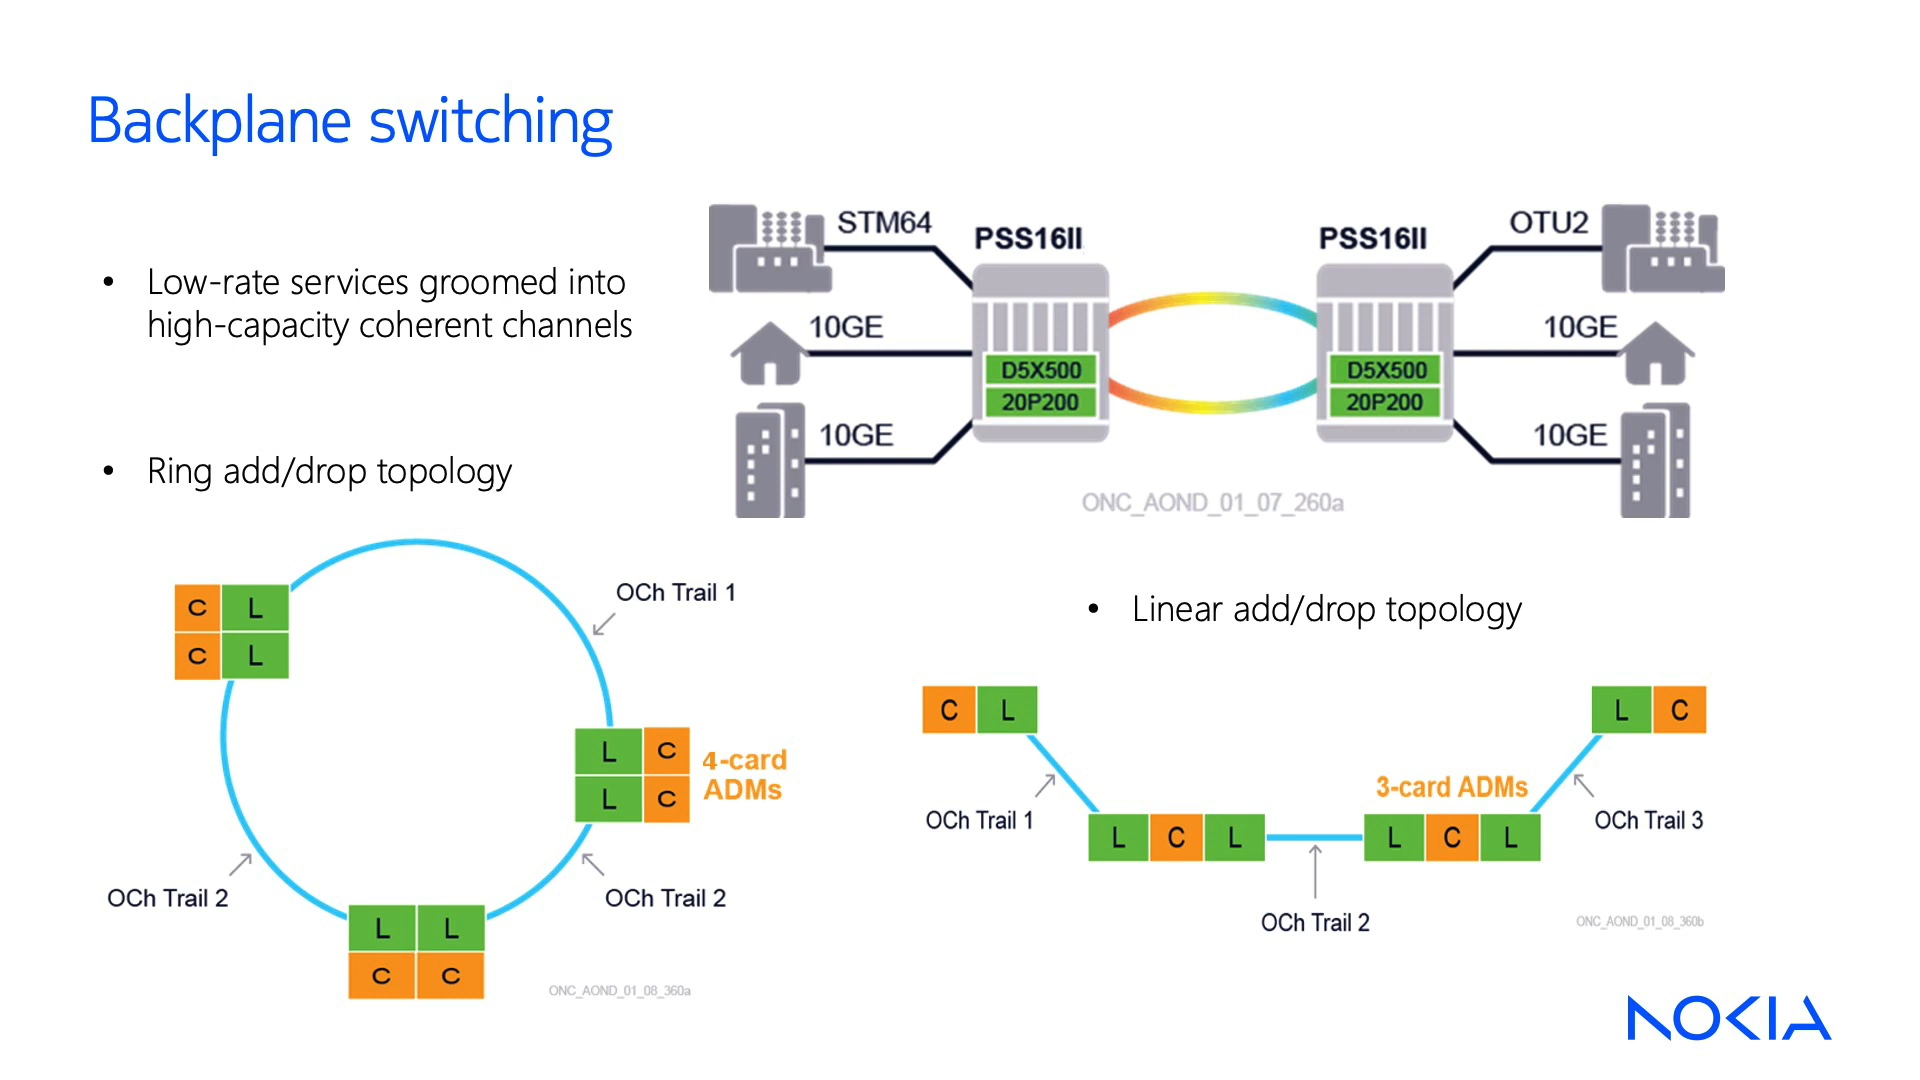 Backplane switching
• Low-rate services groomed into
high-capacity coherent channels
STM64
PSS16II
PSS16II
OTU2
10GE
10GE
D5X500
D5X500
20P200
20P200
10GE
10GE
ONC_AOND_01_07_260a
• Ring add/drop topology
OCh Trail 1
C L
C L
L C
L C
4-card
ADMs
OCh Trail 2
OCh Trail 2
L L
C C
ONC_AOND_01_08_360a
• Linear add/drop topology
C L
L C
3-card ADMs
OCh Trail 1
OCh Trail 3
L C L
L C L
OCh Trail 2
ONC_AOND_01_08_360b
NOKIA